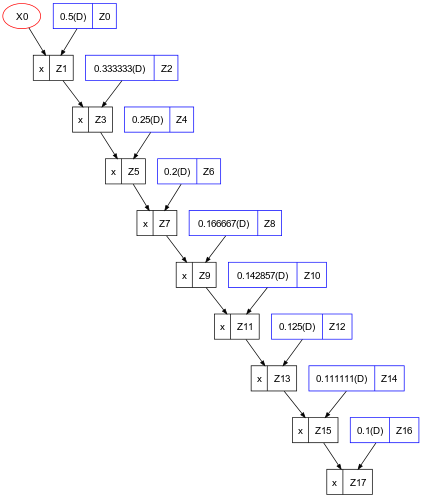 X0 0.5(D) Z0
x Z1 0.333333(D) Z2
x Z3 0.25(D) Z4
x Z5 0.2(D) Z6
x Z7 0.166667(D) Z8
x Z9 0.142857(D) Z10
x Z11 0.125(D) Z12
x Z13 0.111111(D) Z14
x Z15 0.1(D) Z16
x Z17